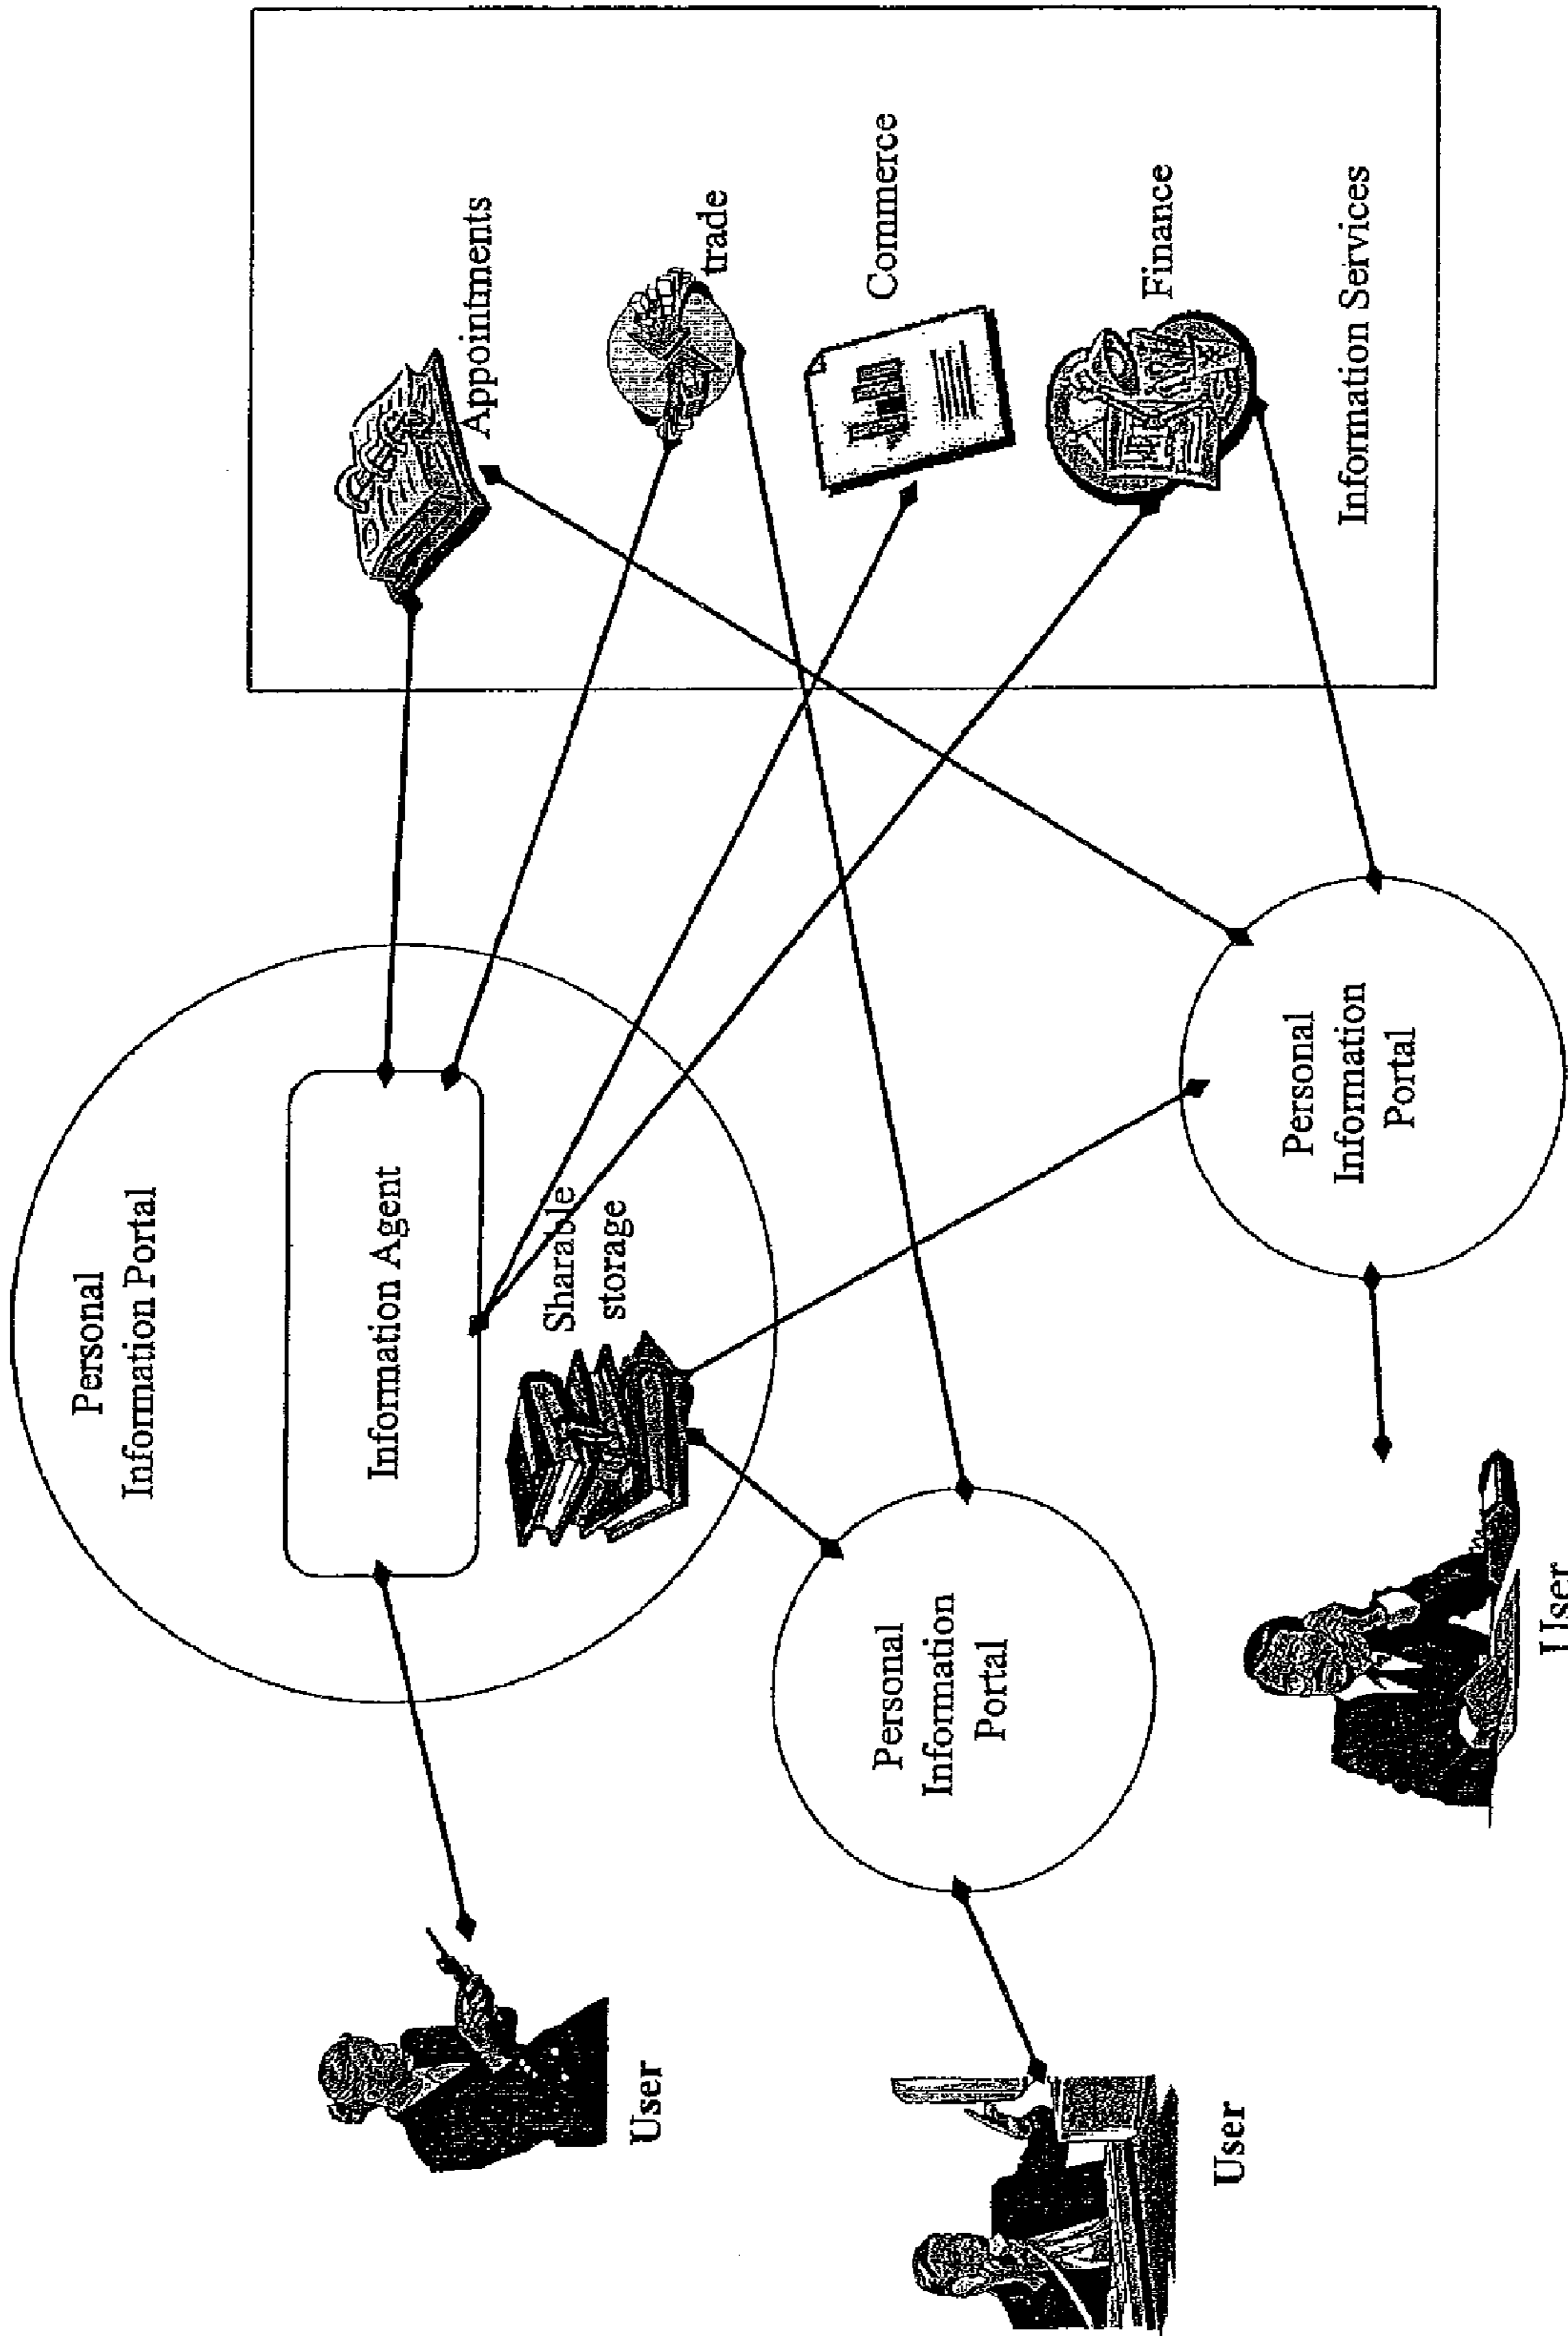 Personal
Information Portal
Information Agent
Sharable
storage
User
Personal
Information
Portal
User
Personal
Information
Portal
User
Appointments
trade
Commerce
Finance
Information Services